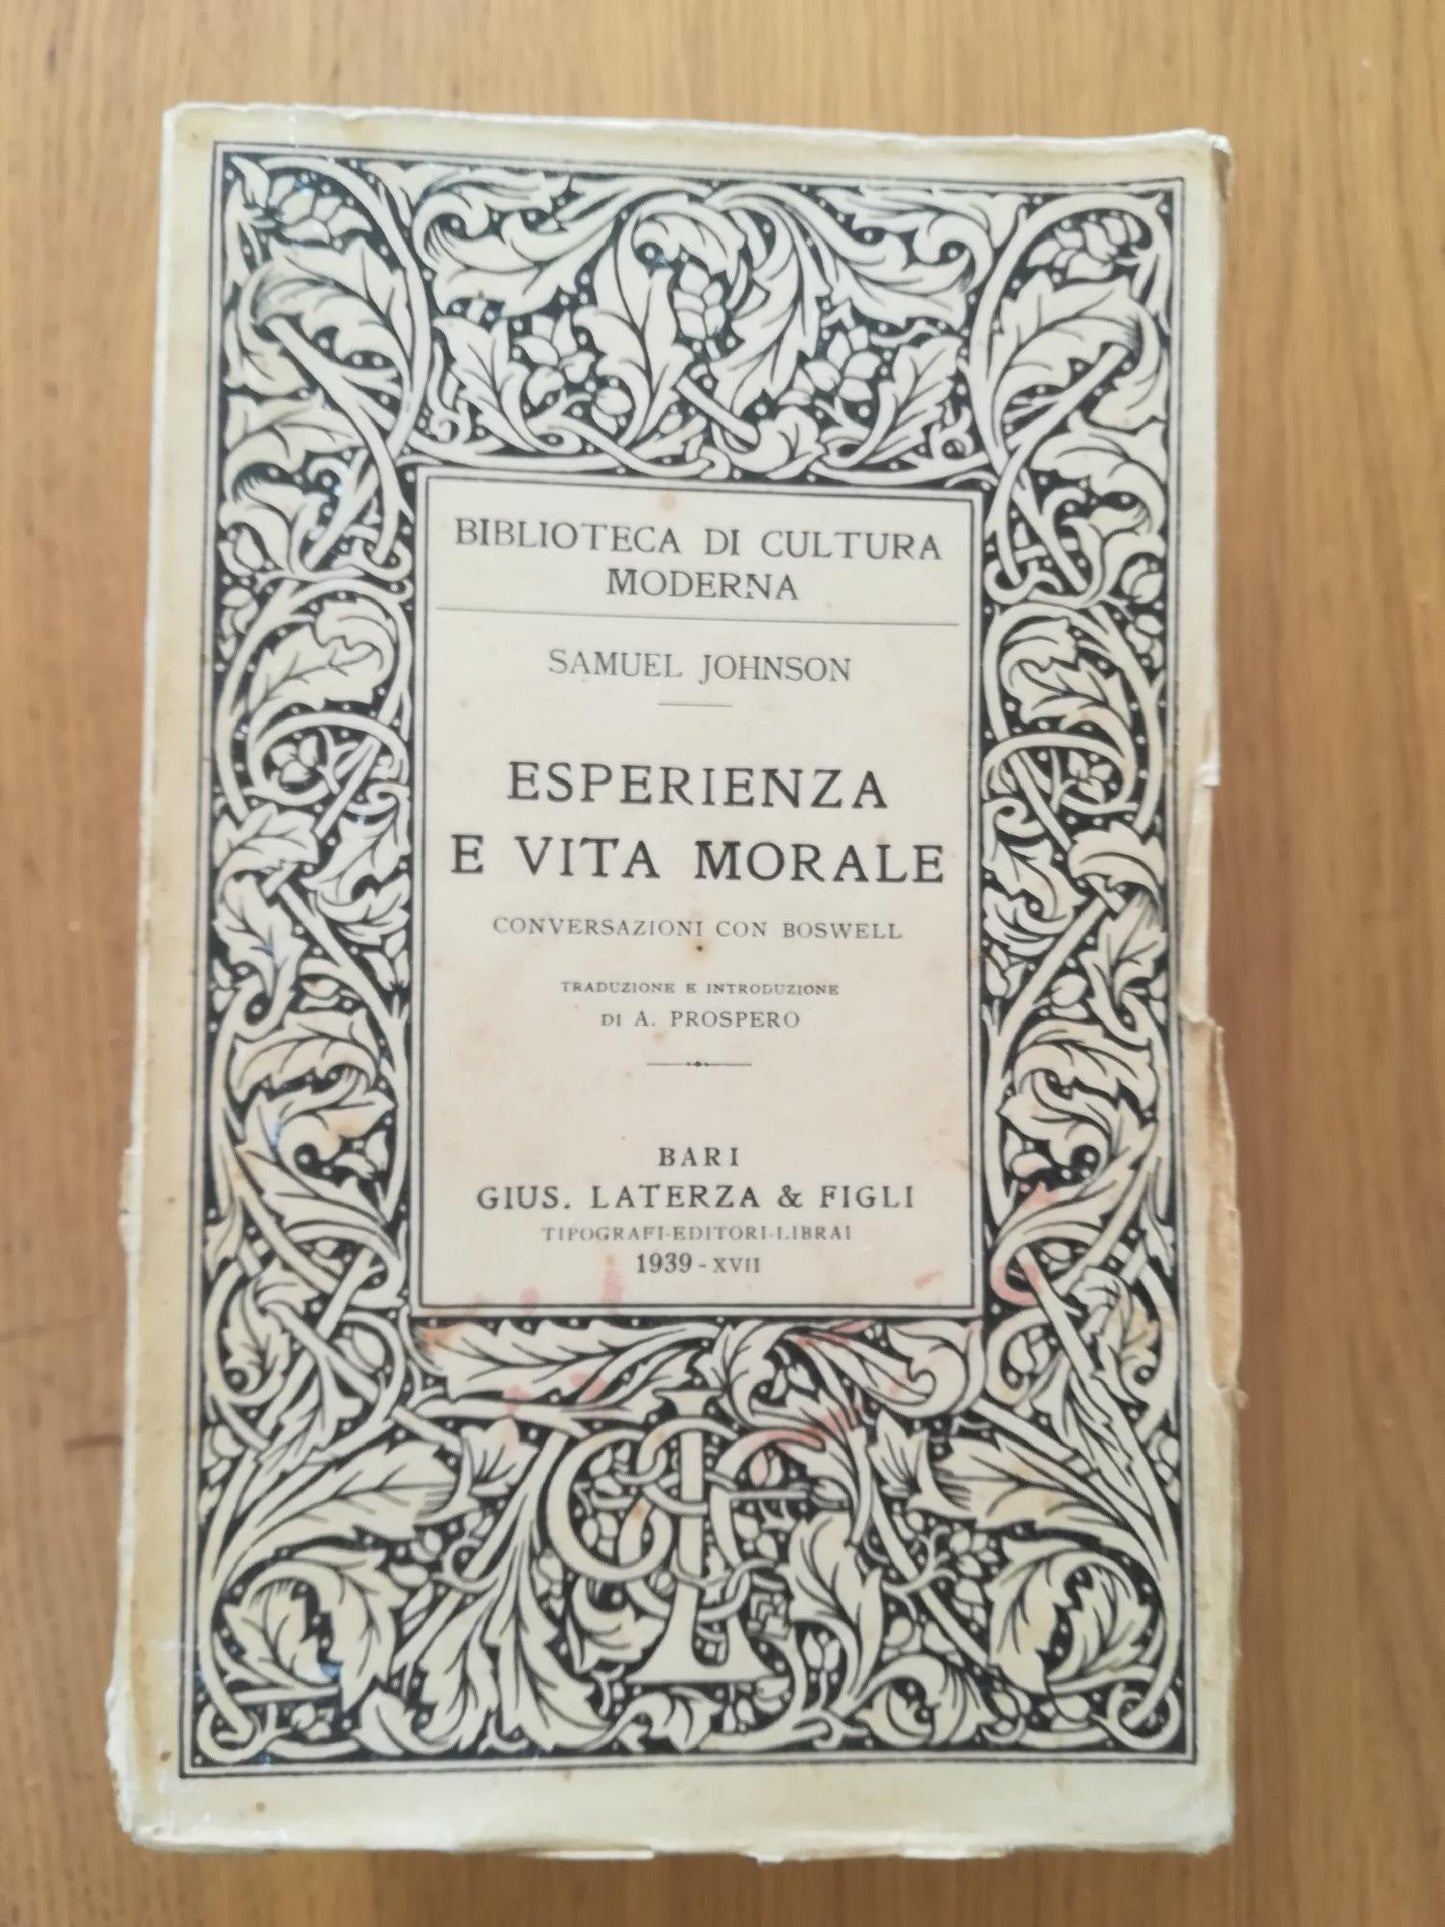 BIBLIOTECA DI CULTURA
MODERNA
SAMUEL JOHNSON
ESPERIENZA
E VITA MORALE
CONVERSAZIONI CON BOSWELL
TRADUZIONE E INTRODUZIONE
DI A. PROSPERO
BARI
GIUS. LATERZA & FIGLI
TIPOGRAFI-EDITORI-LIBRAI
1939 - XVII